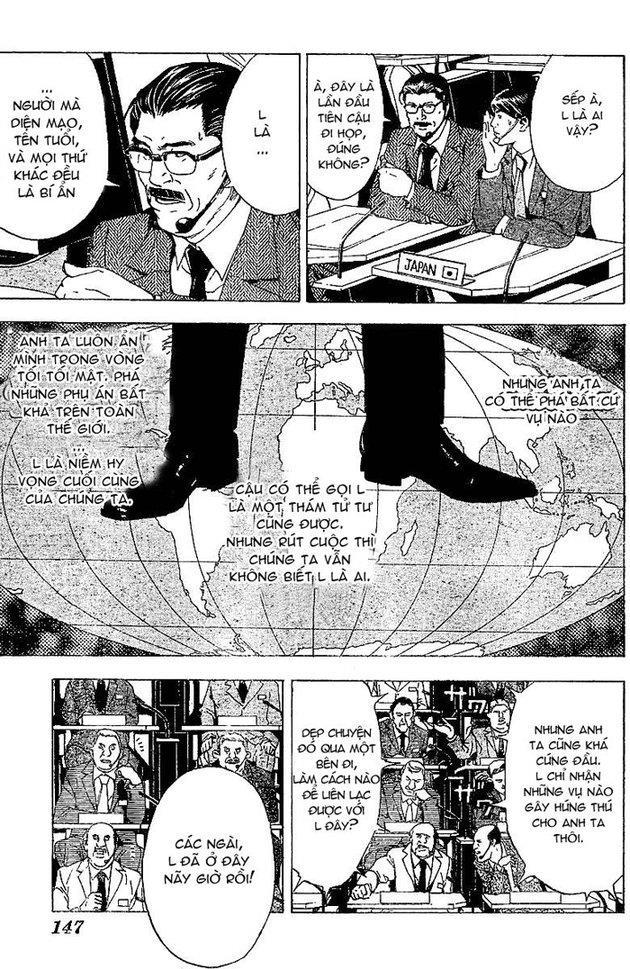 SẾP À,
L LÀ AI
VẬY?
À, ĐÂY LÀ
LẦN ĐẦU
TIÊN CẬU
ĐI HỌP,
ĐÚNG
KHÔNG?
JAPAN
L
LÀ
...
...
NGƯỜI MÀ
DIỆN MẠO,
TÊN TUỔI,
VÀ MỌI THỨ
KHÁC ĐỀU
LÀ BÍ ẨN
NHƯNG ANH TA
CÓ THỂ PHÁ BẤT CỨ
VỤ NÀO
ANH TA LUÔN ẨN
MÌNH TRONG VÒNG
TỐI TỐI MẬT. PHÁ
NHỮNG PHỤ ÁN BẤT
KHẢ TRÊN TOÀN
THẾ GIỚI.
...
L LÀ NIỀM HY
VỌNG CUỐI CÙNG
CỦA CHÚNG TA.
CẬU CÓ THỂ GỌI L
LÀ MỘT THÁM TỬ TƯ
CŨNG ĐƯỢC.
NHƯNG RÚT CUỘC THÌ
CHÚNG TA VẪN
KHÔNG BIẾT L LÀ AI.
NHƯNG ANH
TA CŨNG KHÁ
CỨNG ĐẦU.
L CHỈ NHẬN
NHỮNG VỤ NÀO
GÂY HỨNG THÚ
CHO ANH TA
THÔI.
DẸP CHUYỆN
ĐÓ QUA MỘT
BÊN ĐI,
LÀM CÁCH NÀO
ĐỂ LIÊN LẠC
ĐƯỢC VỚI
L ĐÂY?
CÁC NGÀI,
L ĐÃ Ở ĐÂY
NÃY GIỜ RỒI!
147